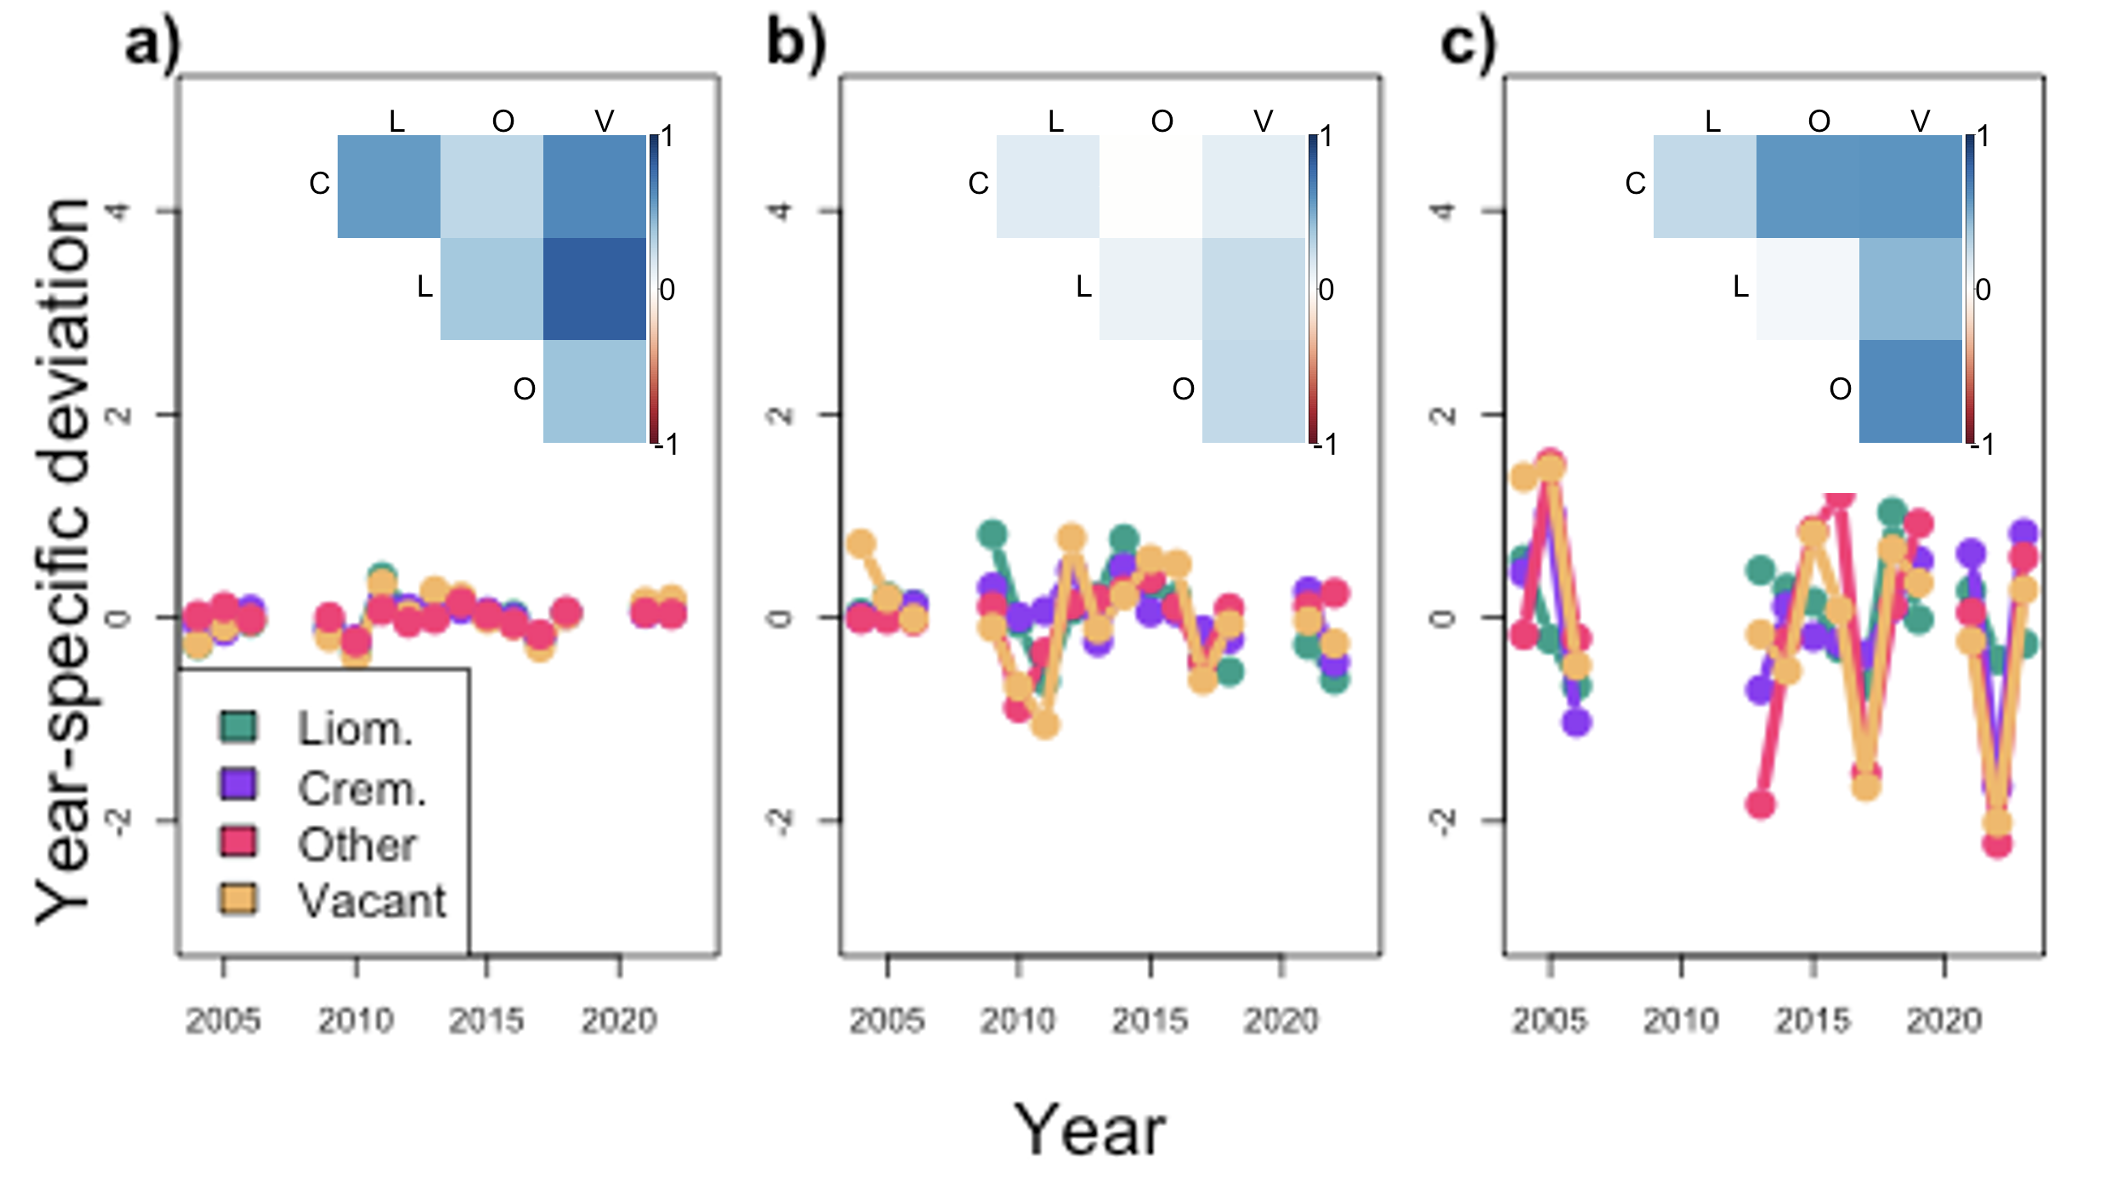 a) b) c)
L O V 1 L O V 1 L O V 1
C C C
4 4 4
L 0 L 0 L 0
O O O
2 -1 2 -1 2 -1
Year-specific deviation
0 0 0
Liom.
Crem.
Other
Vacant
-2 -2 -2
2005 2010 2015 2020 2005 2010 2015 2020 2005 2010 2015 2020
Year